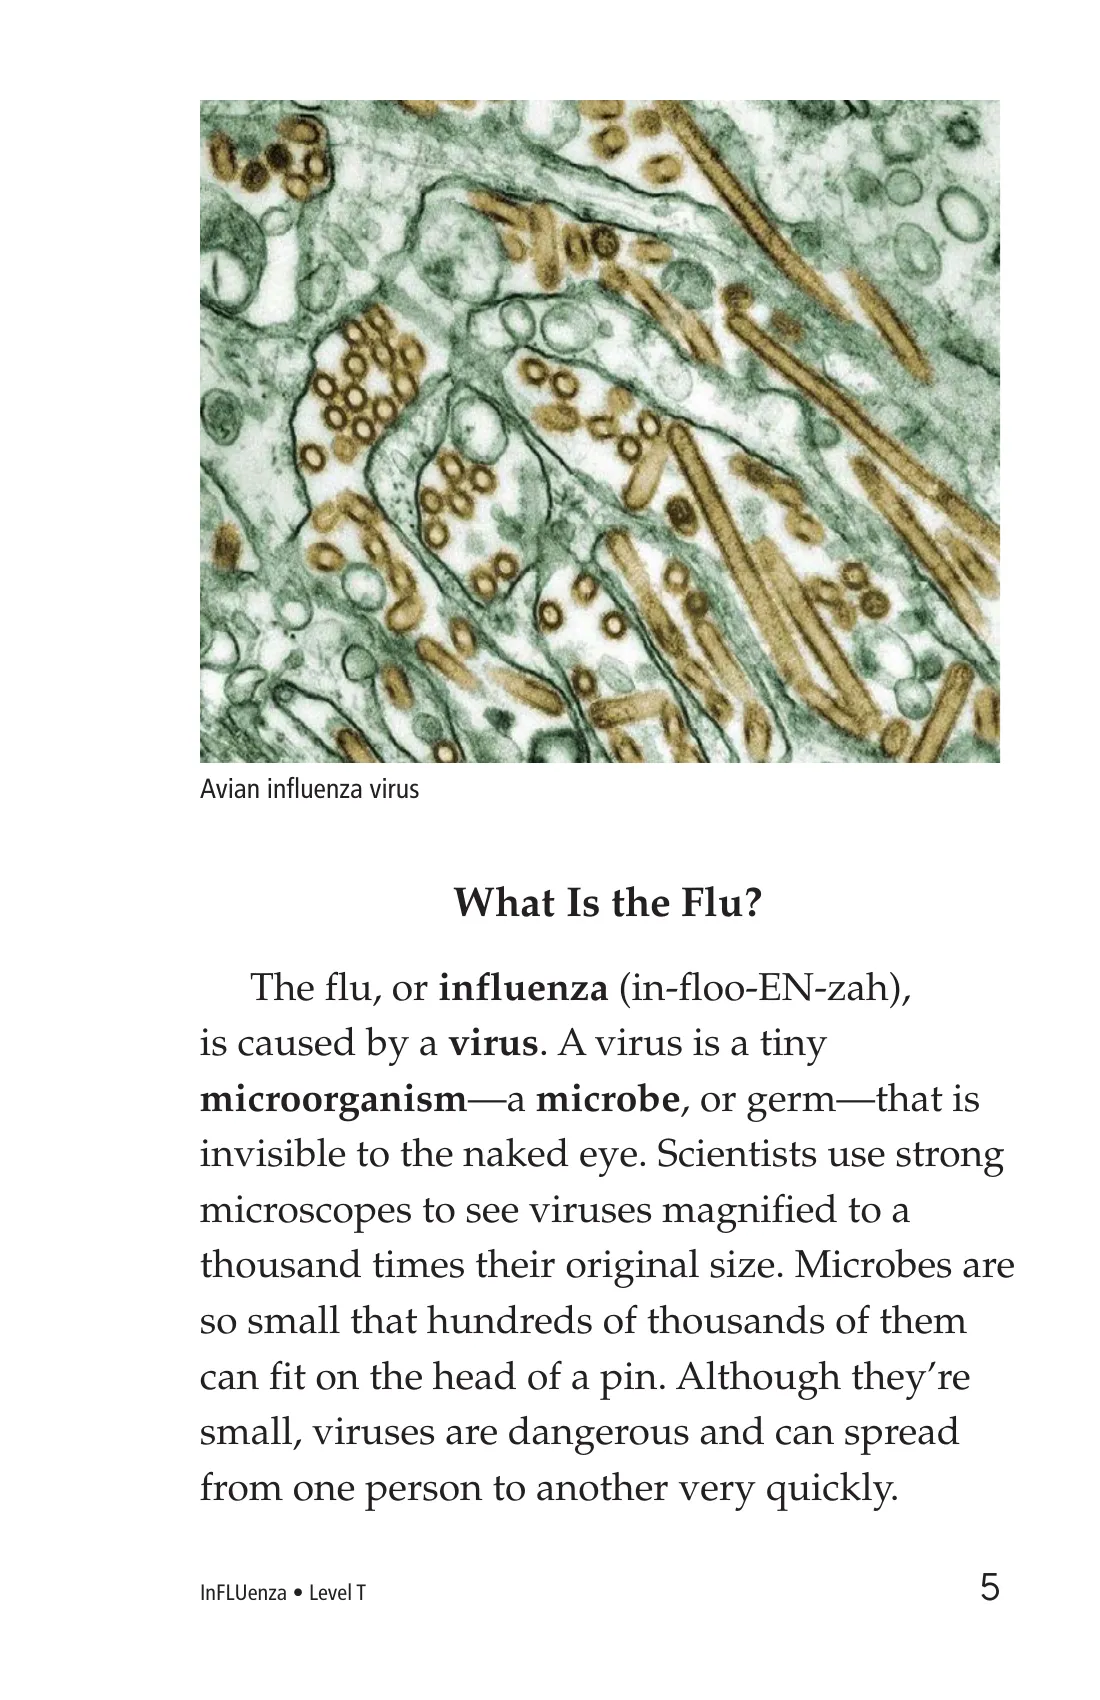 Avian influenza virus
What Is the Flu?
The flu, or influenza (in-floo-EN-zah),
is caused by a virus. A virus is a tiny
microorganism—a microbe, or germ—that is
invisible to the naked eye. Scientists use strong
microscopes to see viruses magnified to a
thousand times their original size. Microbes are
so small that hundreds of thousands of them
can fit on the head of a pin. Although they’re
small, viruses are dangerous and can spread
from one person to another very quickly.
InFLUenza • Level T 5